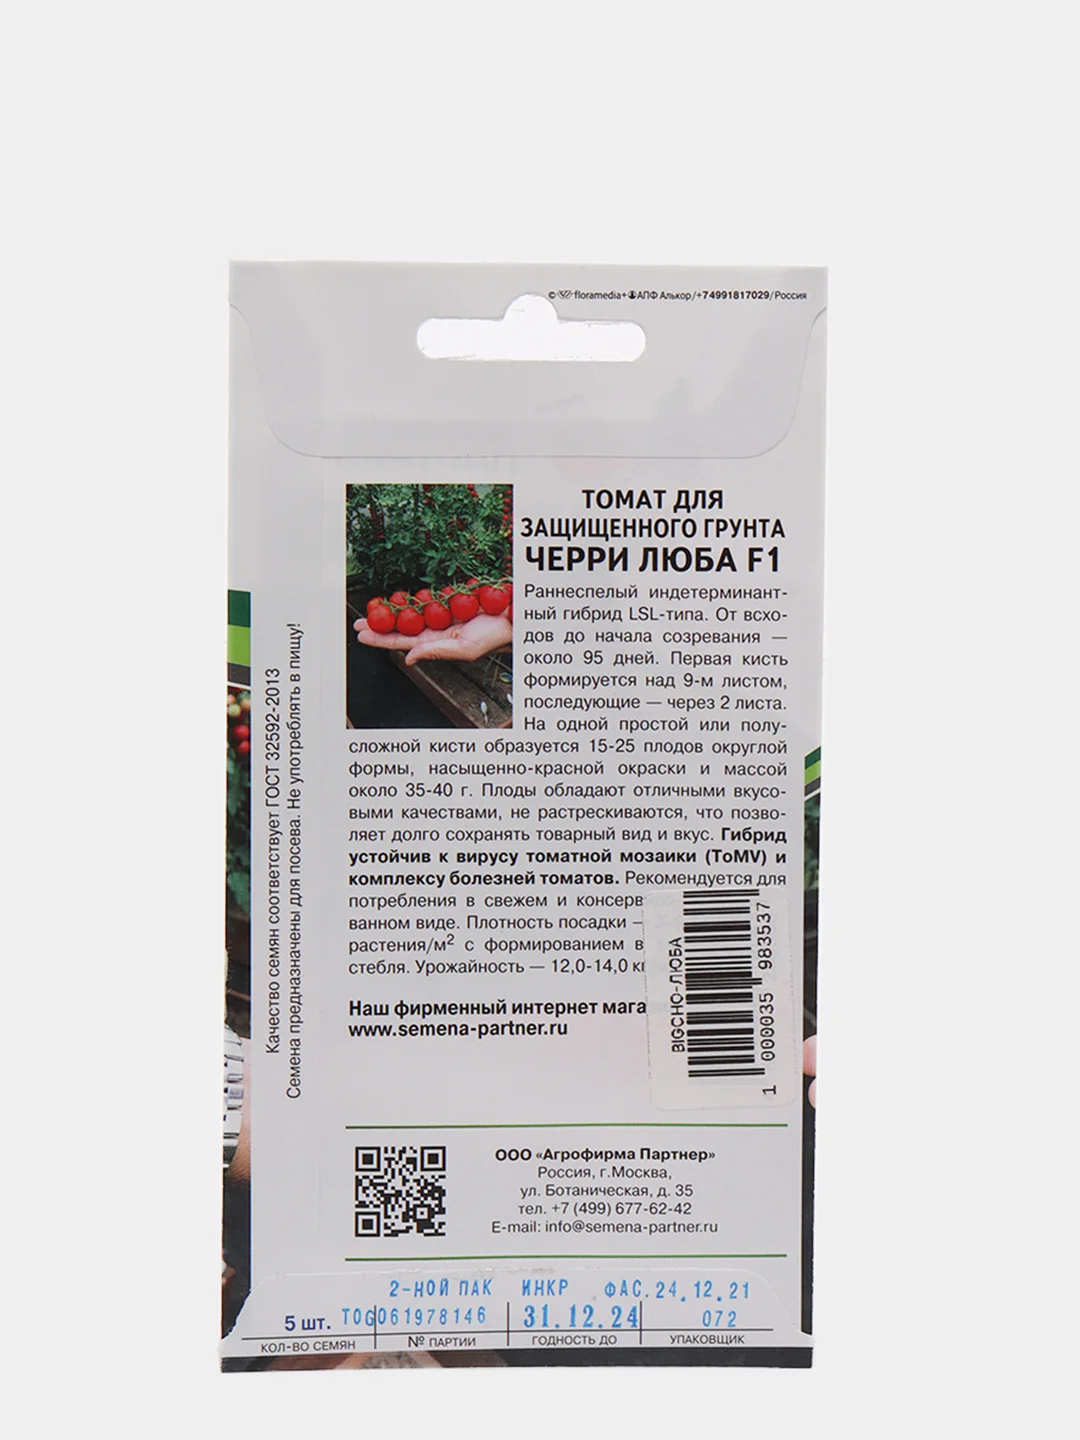 © floramedia+АПФ Алькор/+74991817029/Россия
ТОМАТ ДЛЯ
ЗАЩИЩЕННОГО ГРУНТА
ЧЕРРИ ЛЮБА F1
Раннеспелый индетерминант-
ный гибрид LSL-типа. От всхо-
дов до начала созревания —
около 95 дней. Первая кисть
формируется над 9-м листом,
последующие — через 2 листа.
На одной простой или полу-
сложной кисти образуется 15-25 плодов округлой
формы, насыщенно-красной окраски и массой
около 35-40 г. Плоды обладают отличными вкусо-
выми качествами, не растрескиваются, что позво-
ляет долго сохранять товарный вид и вкус. Гибрид
устойчив к вирусу томатной мозаики (ToMV) и
комплексу болезней томатов. Рекомендуется для
потребления в свежем и
ванном виде. Плотность посадки —
растения/м² с формированием в
стебля. Урожайность — 12,0-14,0
Наш фирменный интернет
www.semena-partner.ru
BIGCHO-ЛЮБА
1 000035 983537
Качество семян соответствует ГОСТ 32592-2013
Семена предназначены для посева. Не употреблять в пищу!
ООО «Агрофирма Партнер»
Россия, г.Москва,
ул. Ботаническая, д. 35
тел. +7 (499) 677-62-42
E-mail: info@semena-partner.ru
2-НОЙ ПАК ИНКР ФАС.24.12.21
5 шт. TOG061978146 31.12.24 072
КОЛ-ВО СЕМЯН № ПАРТИИ ГОДНОСТЬ ДО УПАКОВЩИК